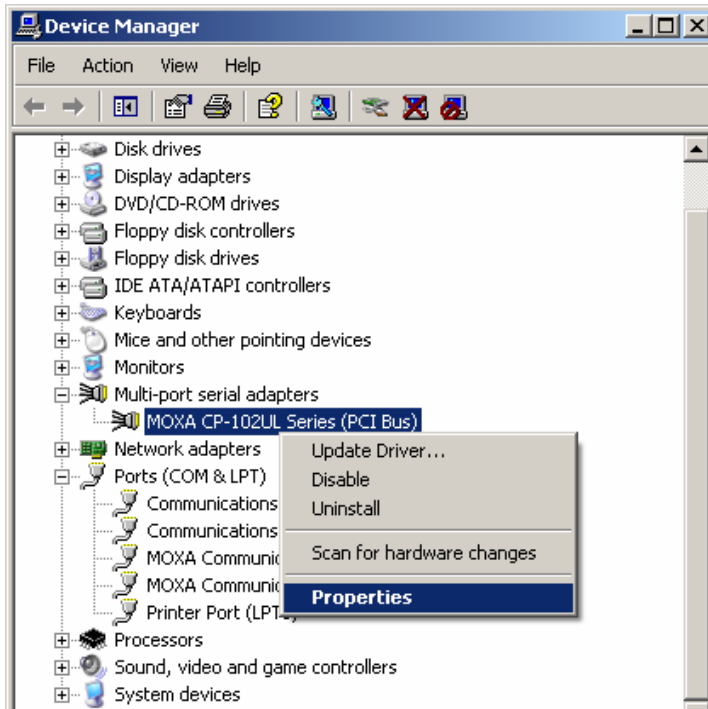 Device Manager
File Action View Help
Disk drives
Display adapters
DVD/CD-ROM drives
Floppy disk controllers
Floppy disk drives
IDE ATA/ATAPI controllers
Keyboards
Mice and other pointing devices
Monitors
Multi-port serial adapters
MOXA CP-102UL Series (PCI Bus)
Network adapters
Ports (COM & LPT)
Communications
Communications
MOXA
MOXA
Printer Port
Update Driver...
Disable
Uninstall
Scan for hardware changes
Properties
Processors
Sound, video and game controllers
System devices